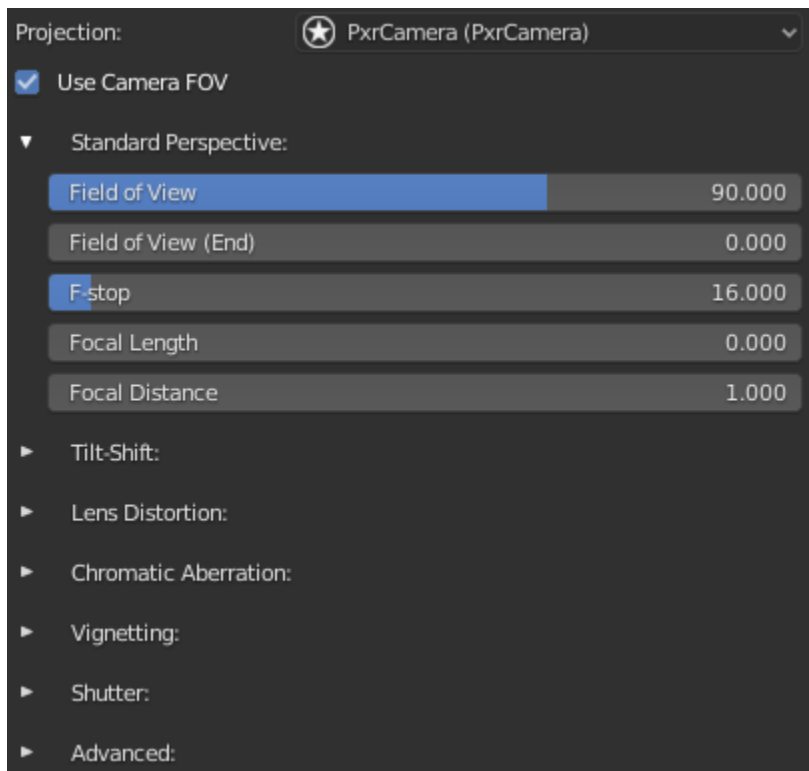 Projection: PxrCamera (PxrCamera)
Use Camera FOV
Standard Perspective:
Field of View 90.000
Field of View (End) 0.000
F-stop 16.000
Focal Length 0.000
Focal Distance 1.000
Tilt-Shift:
Lens Distortion:
Chromatic Aberration:
Vignetting:
Shutter:
Advanced: